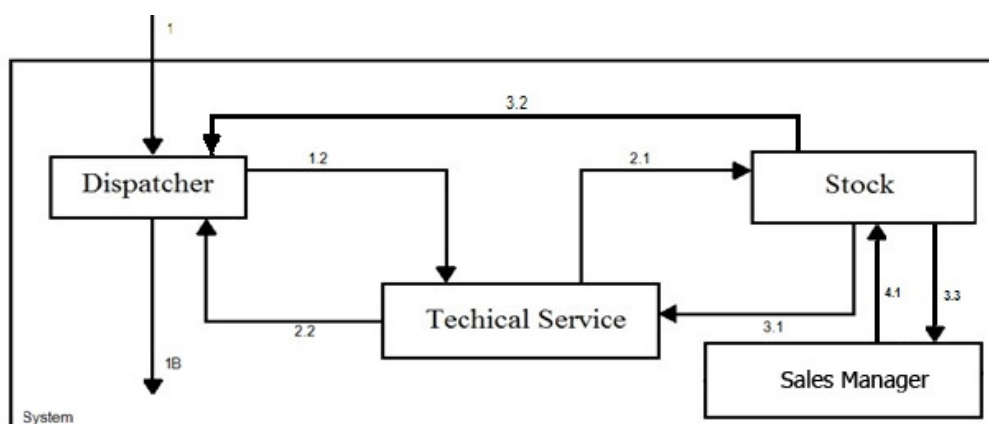 1
3.2
1.2
2.1
Dispatcher
Stock
Techical Service
2.2
3.1
4.1
3.3
1B
Sales Manager
System